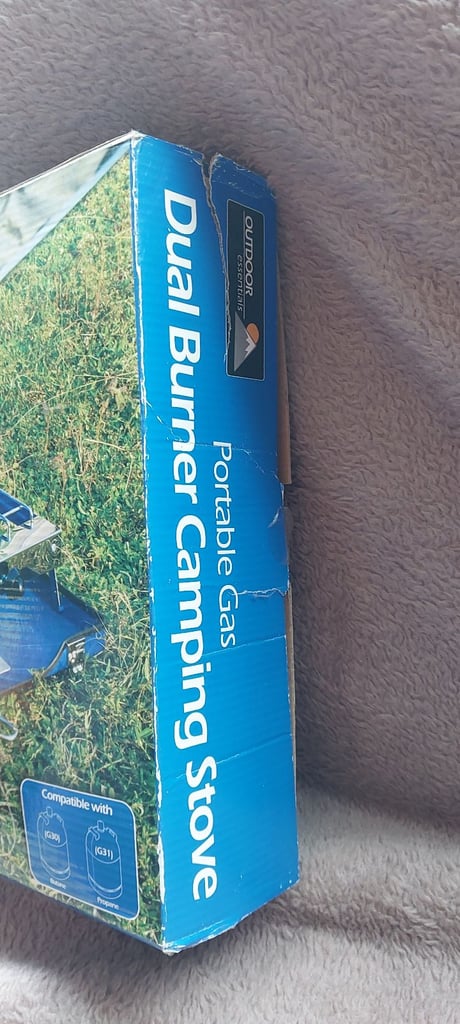 OUTDOOR
essentials
Portable Gas
Dual Burner Camping Stove
Compatible with
(G30)
(G31)
Butane
Propane